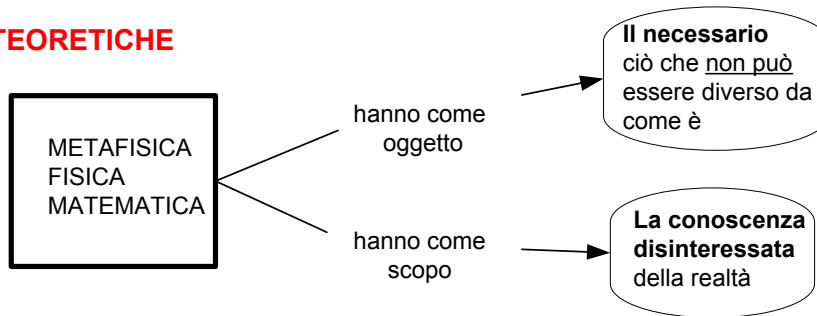 TEORETICHE
METAFISICA
FISICA
MATEMATICA
hanno come
oggetto
Il necessario
ciò che non può
essere diverso da
come è
hanno come
scopo
La conoscenza
disinteressata
della realtà